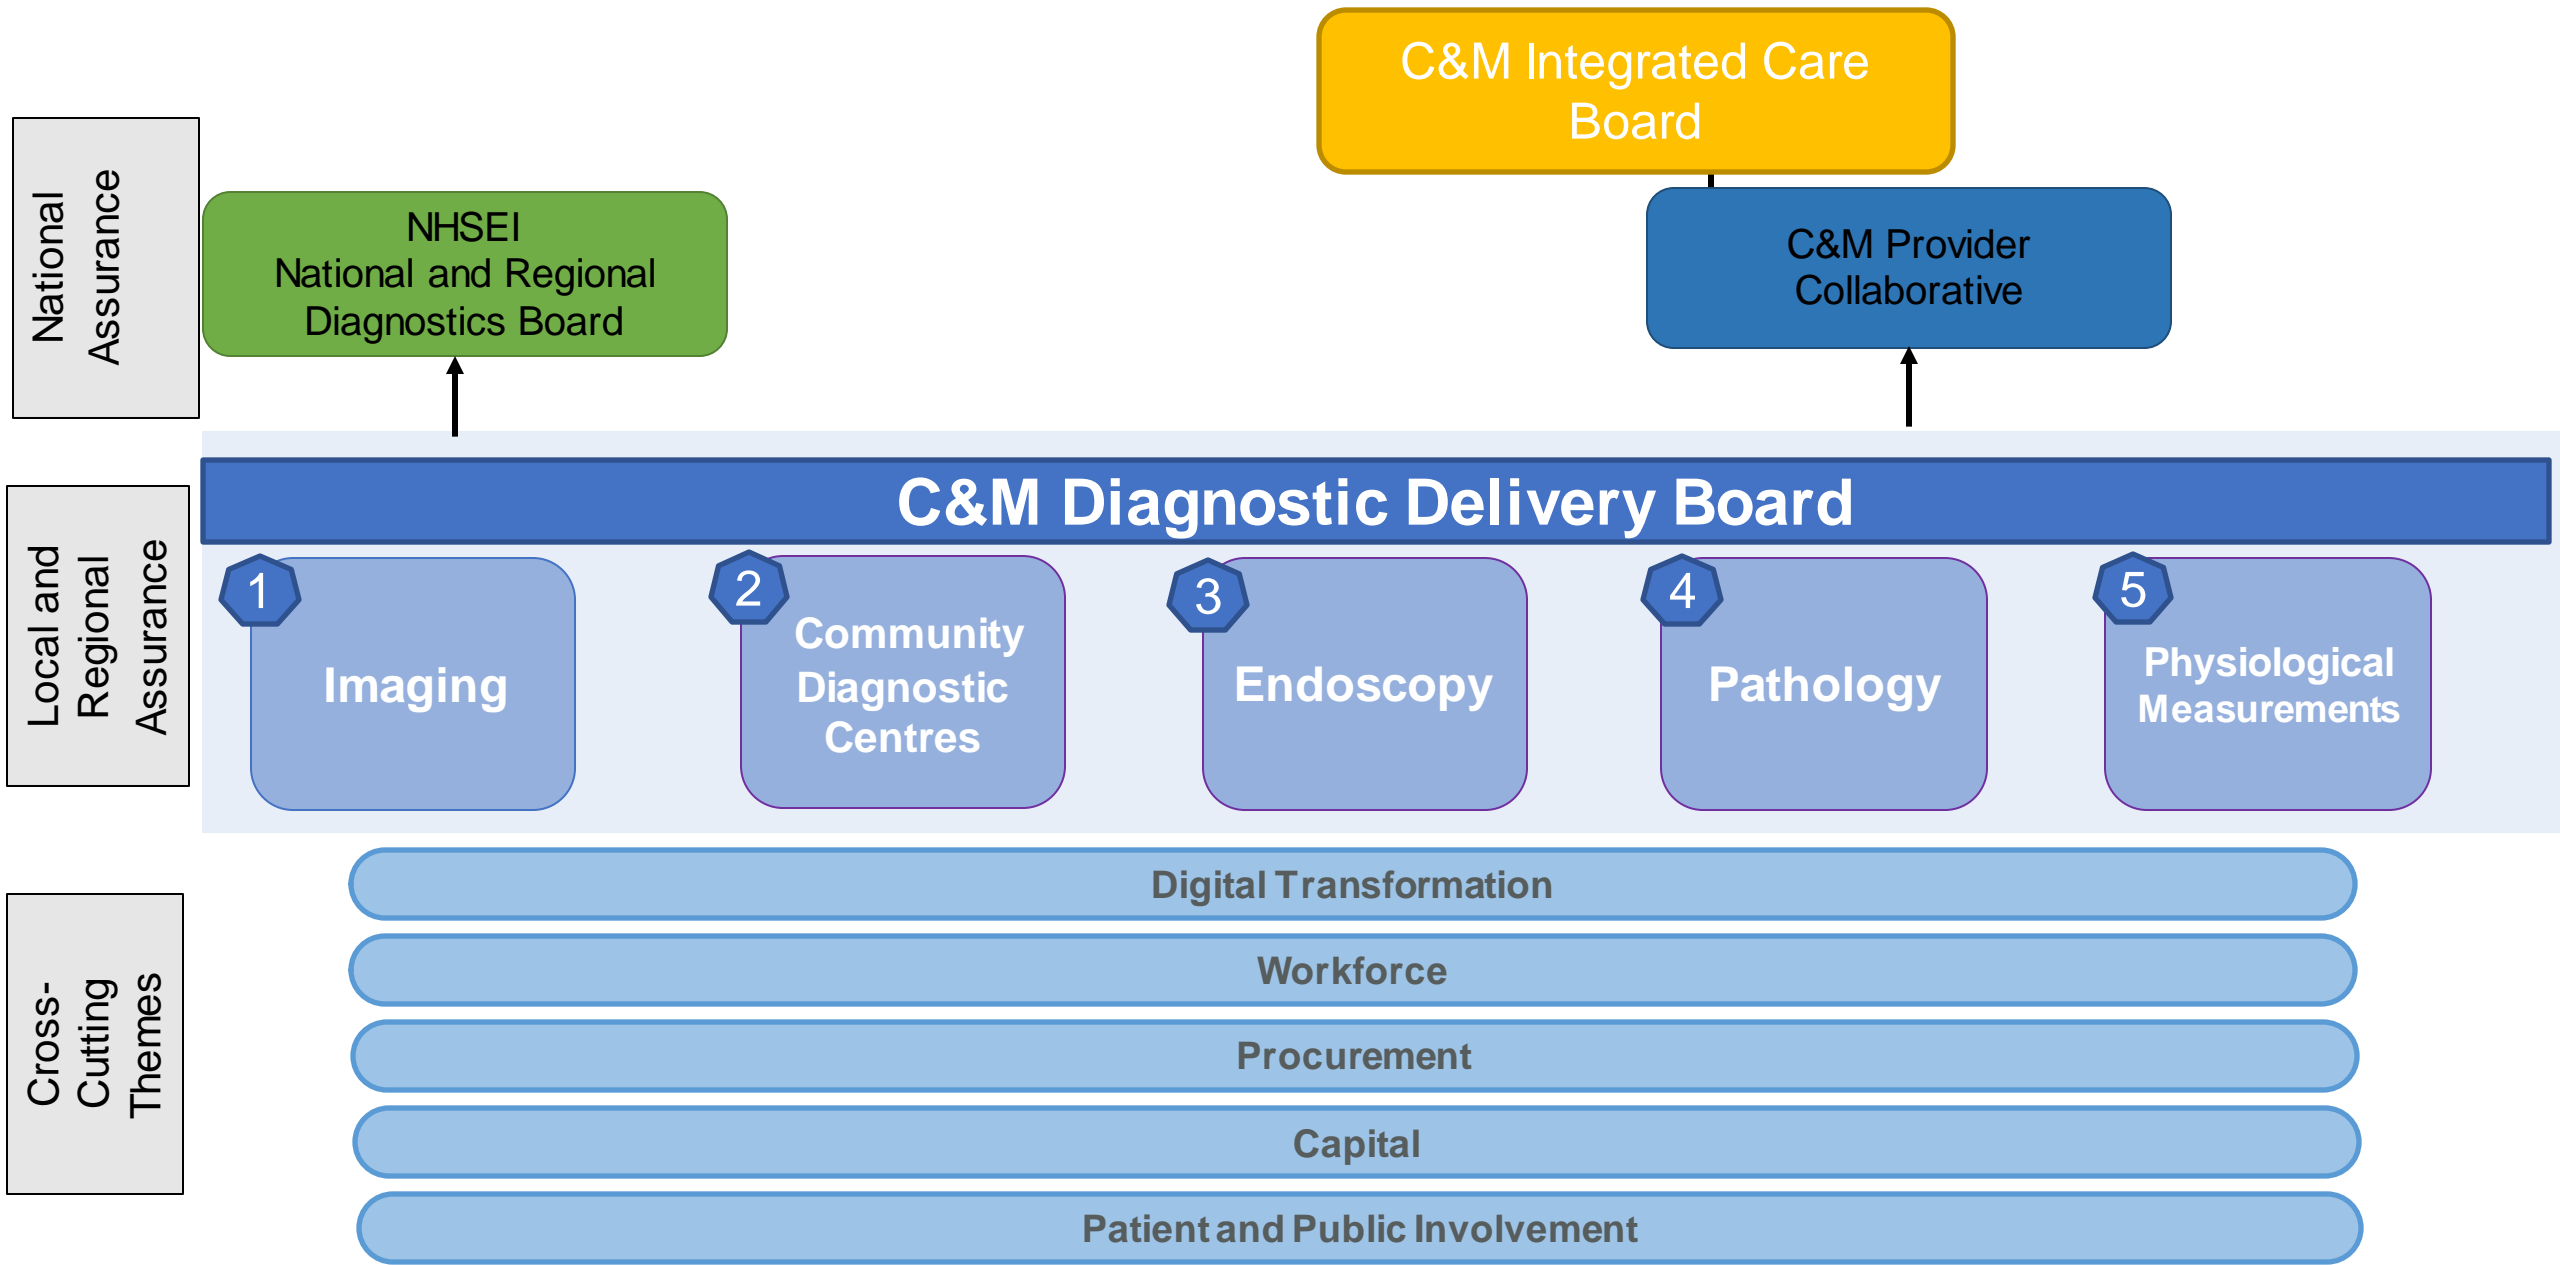 C&M Integrated Care
Board
National
Assurance
NHSEI
National and Regional
Diagnostics Board
C&M Provider
Collaborative
Local and
Regional
Assurance
C&M Diagnostic Delivery Board
1
Imaging
2
Community
Diagnostic
Centres
3
Endoscopy
4
Pathology
5
Physiological
Measurements
Cross-
Cutting
Themes
Digital Transformation
Workforce
Procurement
Capital
Patient and Public Involvement